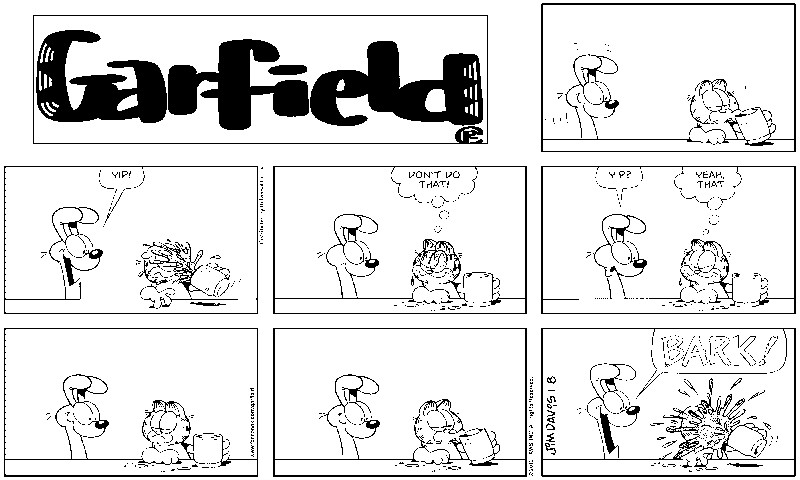 Garfield
YIP!
DON'T DO
THAT!
YIP?
YEAH,
THAT
BARK!
JIM DAVIS 1 8